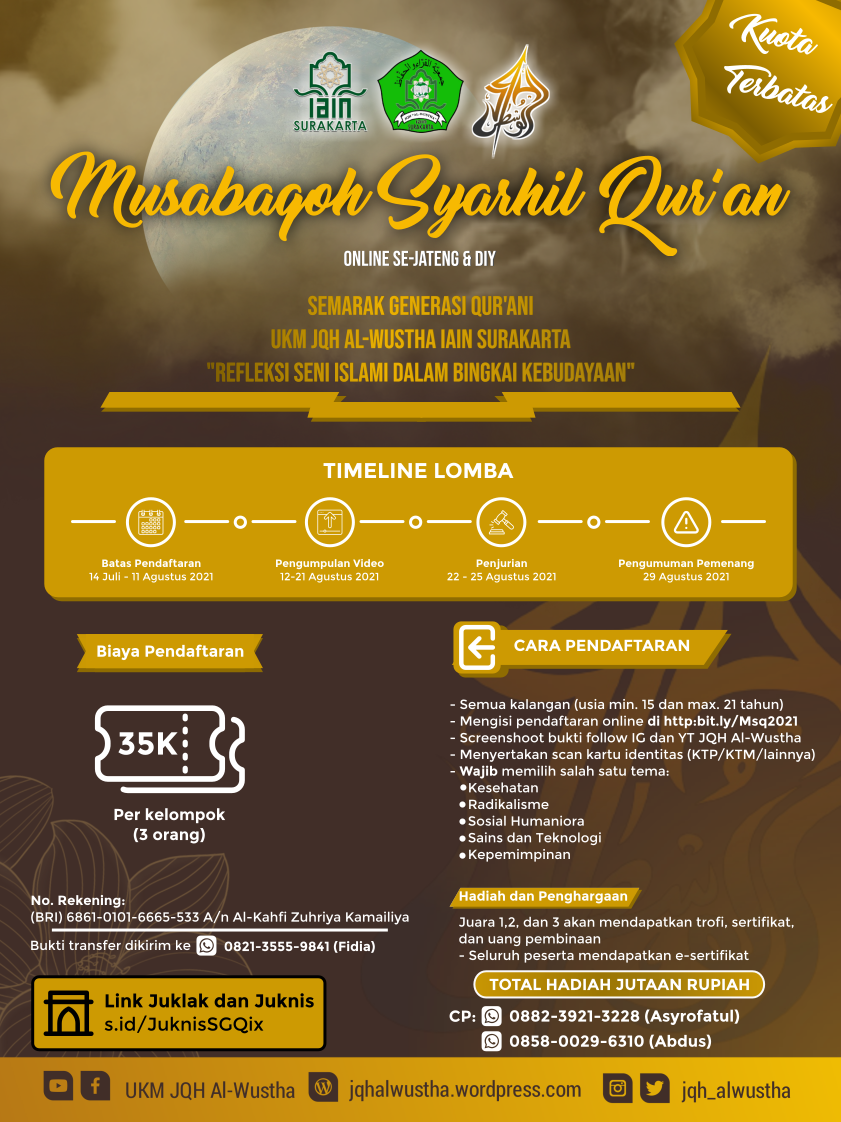 Kuota
Terbatas
iain
SURAKARTA
Musabaqoh Syarhil Qur'an
ONLINE SE-JATENG & DIY
SEMARAK GENERASI QUR'ANI
UKM JQH AL-WUSTHA IAIN SURAKARTA
"REFLEKSI SENI ISLAMI DALAM BINGKAI KEBUDAYAAN"
TIMELINE LOMBA
Batas Pendaftaran
14 Juli - 11 Agustus 2021
Pengumpulan Video
12-21 Agustus 2021
Penjurian
22 - 25 Agustus 2021
Pengumuman Pemenang
29 Agustus 2021
Biaya Pendaftaran
35K
Per kelompok
(3 orang)
No. Rekening:
(BRI) 6861-0101-6665-533 A/n Al-Kahfi Zuhriya Kamailiya
Bukti transfer dikirim ke 0821-3555-9841 (Fidia)
Link Juklak dan Juknis
s.id/JuknisSGQix
CARA PENDAFTARAN
- Semua kalangan (usia min. 15 dan max. 21 tahun)
- Mengisi pendaftaran online di http:bit.ly/Msq2021
- Screenshoot bukti follow IG dan YT JQH Al-Wustha
- Menyertakan scan kartu identitas (KTP/KTM/lainnya)
- Wajib memilih salah satu tema:
•Kesehatan
•Radikalisme
•Sosial Humaniora
•Sains dan Teknologi
•Kepemimpinan
Hadiah dan Penghargaan
Juara 1,2, dan 3 akan mendapatkan trofi, sertifikat,
dan uang pembinaan
- Seluruh peserta mendapatkan e-sertifikat
TOTAL HADIAH JUTAAN RUPIAH
CP: 0882-3921-3228 (Asyrofatul)
0858-0029-6310 (Abdus)
UKM JQH Al-Wustha
jqhalwustha.wordpress.com
jqh_alwustha